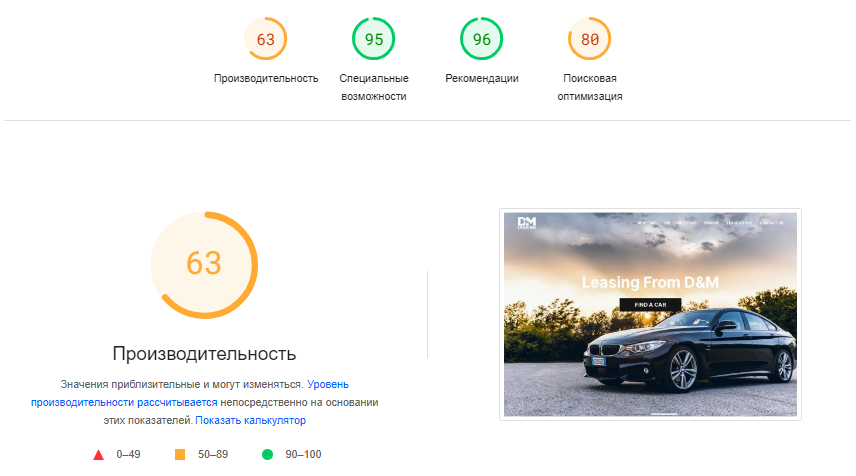 63
95
96
80
Производительность
Специальные
возможности
Рекомендации
Поисковая
оптимизация
63
D&M
Leasing From D&M
FIND A CAR
Производительность
Значения приблизительные и могут изменяться. Уровень
производительности рассчитывается непосредственно на основании
этих показателей. Показать калькулятор
0–49
50–89
90–100